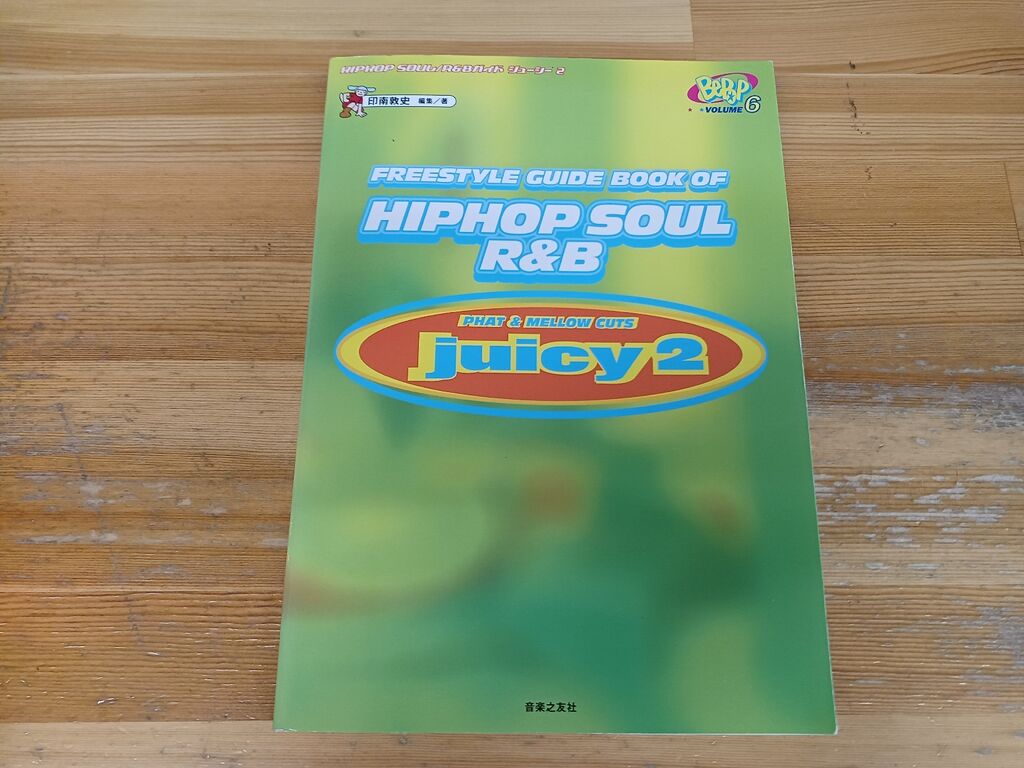 HIPHOP SOUL/R&Bガイド ジューシー 2
印南敦史 編集／著
BEPOP
VOLUME 6
FREESTYLE GUIDE BOOK OF
HIPHOP SOUL
R&B
PHAT & MELLOW CUTS
juicy 2
音楽之友社